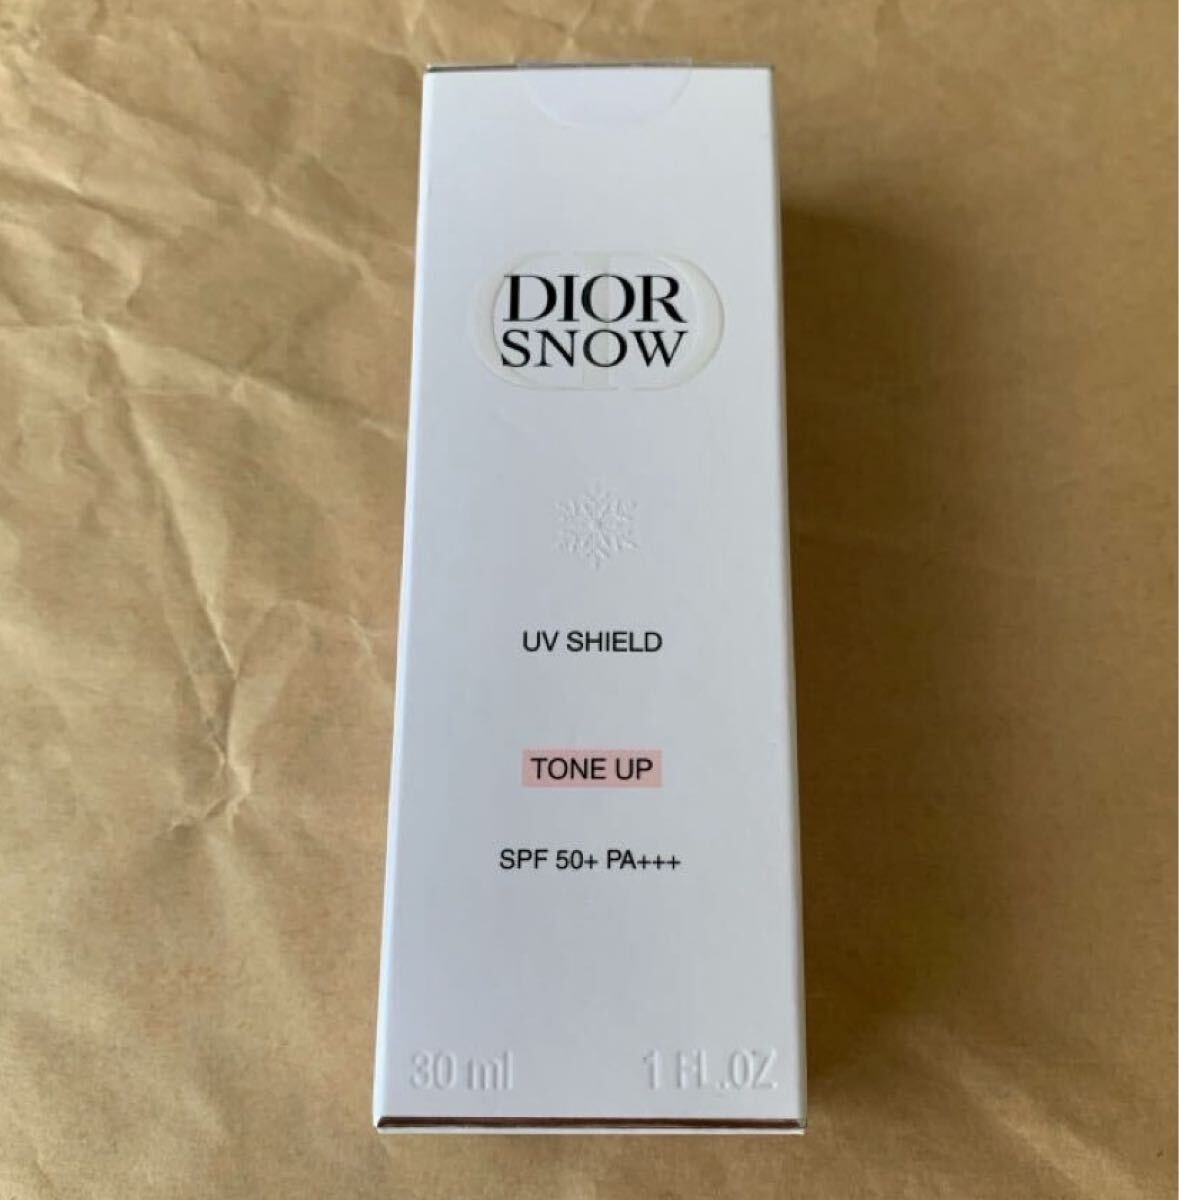 DIOR
SNOW
UV SHIELD
TONE UP
SPF 50+ PA+++
30 ml 1 FL.OZ